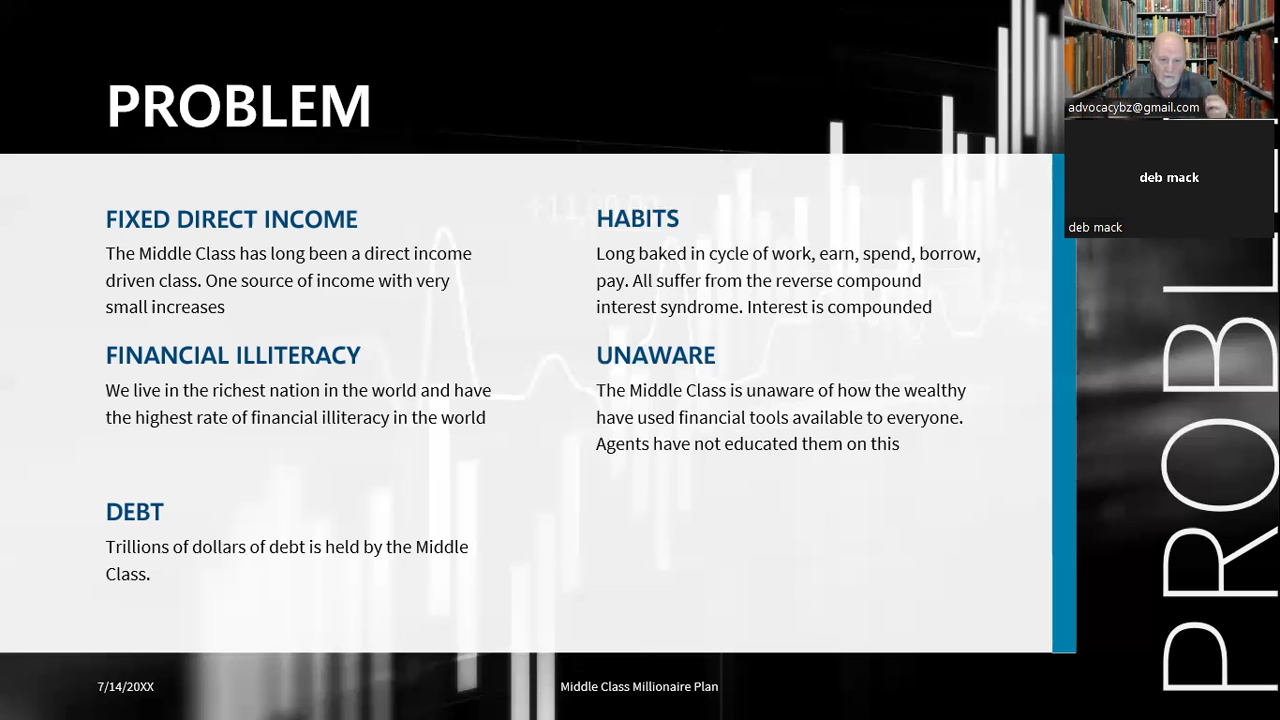 PROBLEM
FIXED DIRECT INCOME
The Middle Class has long been a direct income
driven class. One source of income with very
small increases
FINANCIAL ILLITERACY
We live in the richest nation in the world and have
the highest rate of financial illiteracy in the world
DEBT
Trillions of dollars of debt is held by the Middle
Class.
HABITS
Long baked in cycle of work, earn, spend, borrow,
pay. All suffer from the reverse compound
interest syndrome. Interest is compounded
UNAWARE
The Middle Class is unaware of how the wealthy
have used financial tools available to everyone.
Agents have not educated them on this
7/14/20XX
Middle Class Millionaire Plan
advocacybz@gmail.com
deb mack
deb mack
PROBL